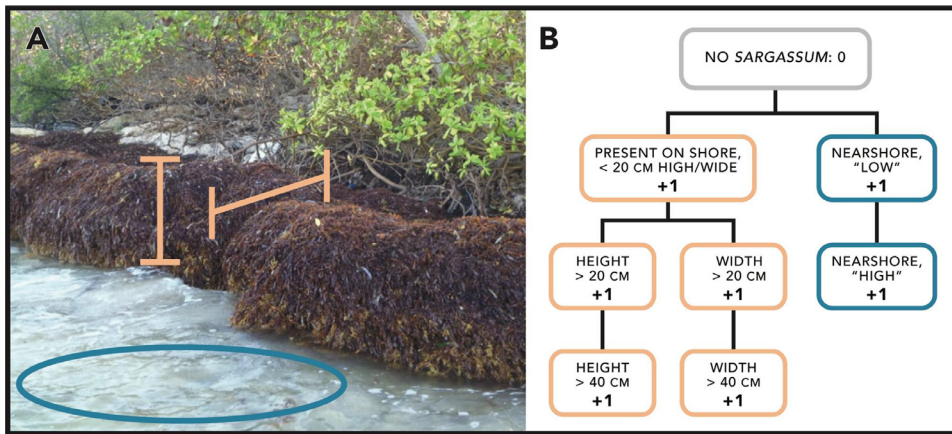 A
B
NO SARGASSUM: 0
PRESENT ON SHORE,
< 20 CM HIGH/WIDE
+1
NEARSHORE,
"LOW"
+1
HEIGHT
> 20 CM
+1
WIDTH
> 20 CM
+1
NEARSHORE,
"HIGH"
+1
HEIGHT
> 40 CM
+1
WIDTH
> 40 CM
+1